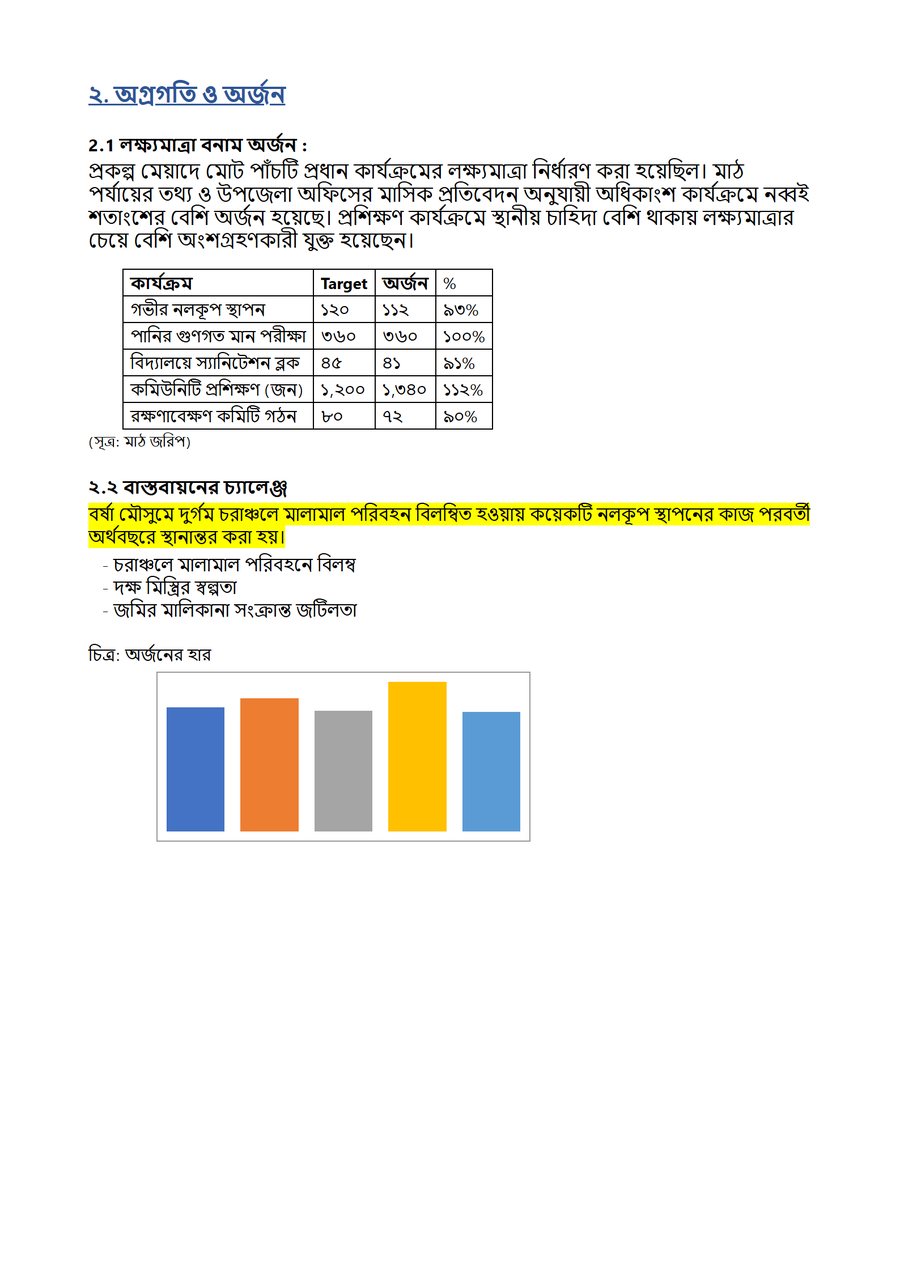 ২. অগ্রগতি ও অর্জন
2.1 লক্ষ্যমাত্রা বনাম অর্জন :
প্রকল্প মেয়াদে মোট পাঁচটি প্রধান কার্যক্রমের লক্ষ্যমাত্রা নির্ধারণ করা হয়েছিল। মাঠ
পর্যায়ের তথ্য ও উপজেলা অফিসের মাসিক প্রতিবেদন অনুযায়ী অধিকাংশ কার্যক্রমে নব্বই
শতাংশের বেশি অর্জন হয়েছে। প্রশিক্ষণ কার্যক্রমে স্থানীয় চাহিদা বেশি থাকায় লক্ষ্যমাত্রার
চেয়ে বেশি অংশগ্রহণকারী যুক্ত হয়েছেন।
কার্যক্রম Target অর্জন %
গভীর নলকূপ স্থাপন ১২০ ১১২ ৯৩%
পানির গুণগত মান পরীক্ষা ৩৬০ ৩৬০ ১০০%
বিদ্যালয়ে স্যানিটেশন ব্লক ৪৫ ৪১ ৯১%
কমিউনিটি প্রশিক্ষণ (জন) ১,২০০ ১,৩৪০ ১১২%
রক্ষণাবেক্ষণ কমিটি গঠন ৮০ ৭২ ৯০%
(সূত্র: মাঠ জরিপ)
২.২ বাস্তবায়নের চ্যালেঞ্জ
বর্ষা মৌসুমে দুর্গম চরাঞ্চলে মালামাল পরিবহন বিলম্বিত হওয়ায় কয়েকটি নলকূপ স্থাপনের কাজ পরবর্তী
অর্থবছরে স্থানান্তর করা হয়।
- চরাঞ্চলে মালামাল পরিবহনে বিলম্ব
- দক্ষ মিস্ত্রির স্বল্পতা
- জমির মালিকানা সংক্রান্ত জটিলতা
চিত্র: অর্জনের হার